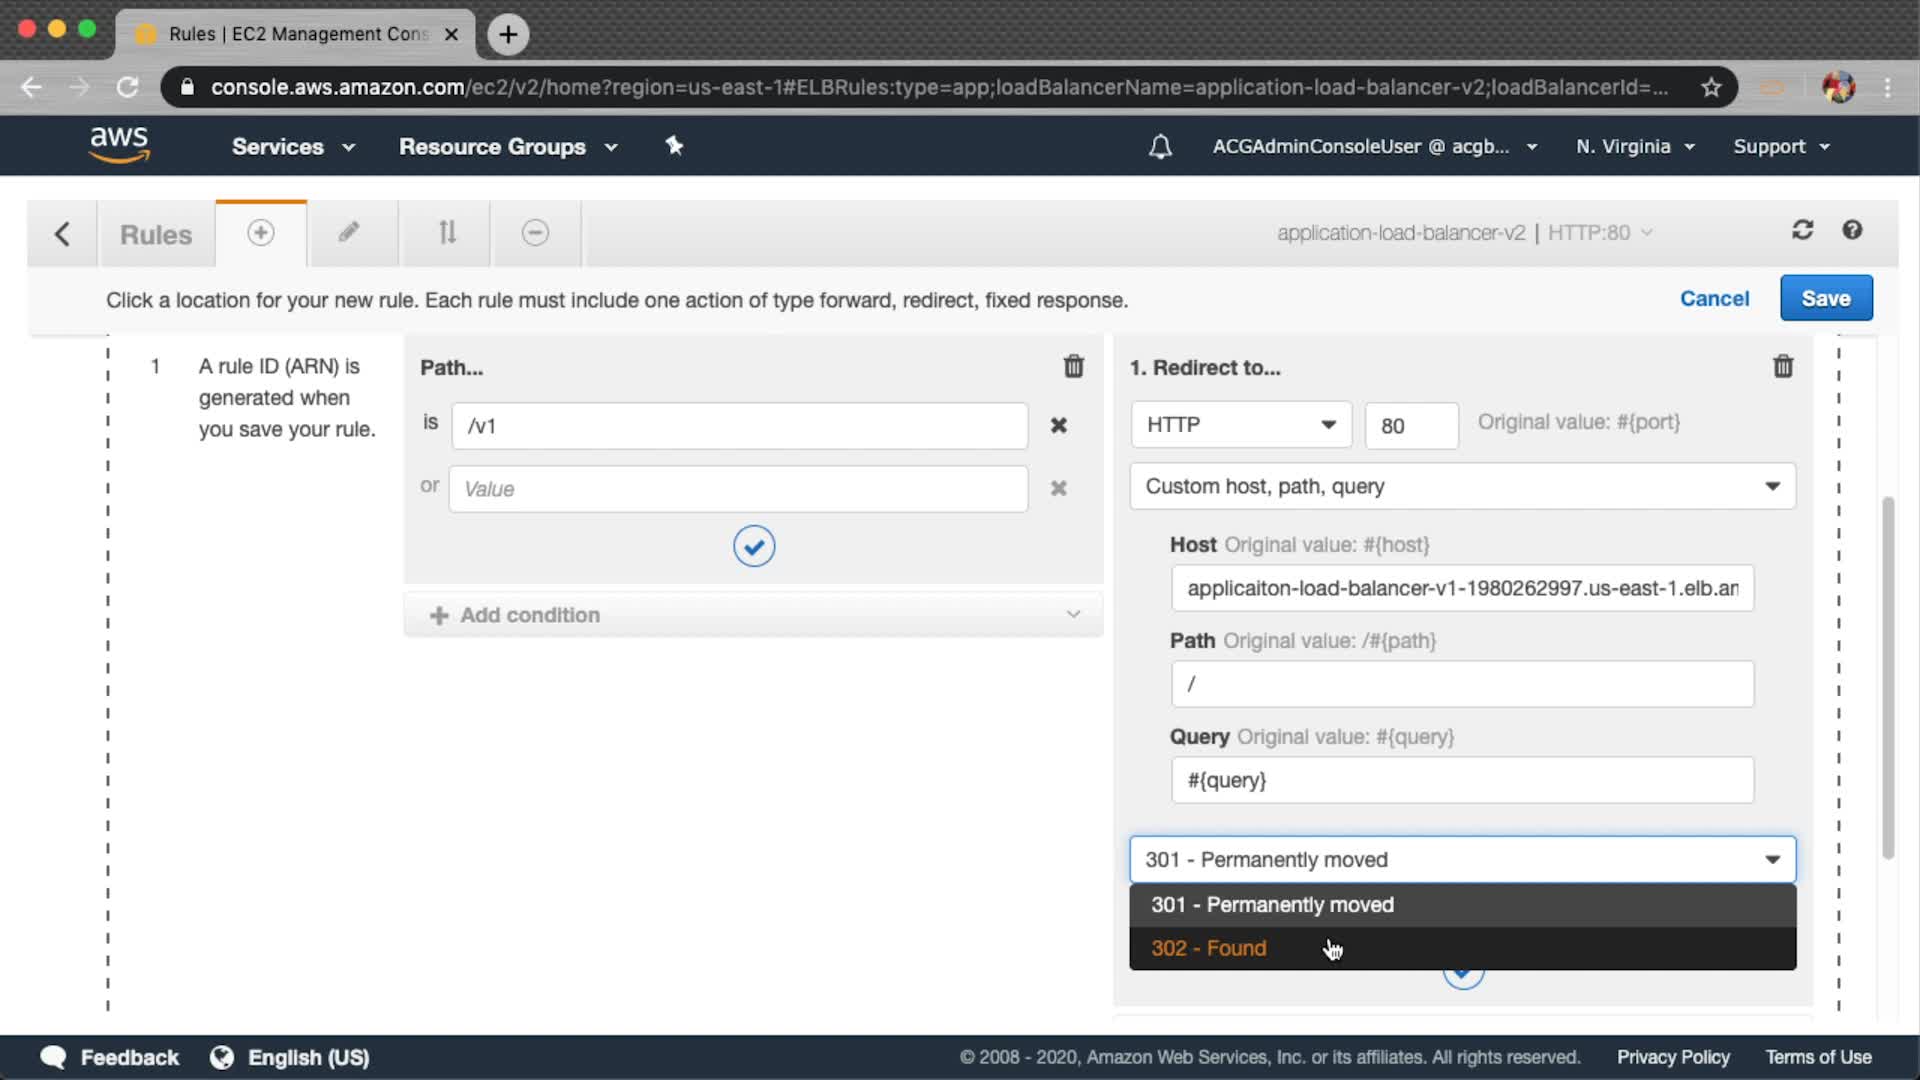 Rules | EC2 Management Cons
console.aws.amazon.com/ec2/v2/home?region=us-east-1#ELBRules:type=app;loadBalancerName=application-load-balancer-v2;loadBalancerId=...
aws Services Resource Groups ACGAdminConsoleUser @ acgb... N. Virginia Support
Rules application-load-balancer-v2 | HTTP:80
Click a location for your new rule. Each rule must include one action of type forward, redirect, fixed response. Cancel Save
1 A rule ID (ARN) is
generated when
you save your rule.
Path...
is /v1
or Value
Add condition
1. Redirect to...
HTTP 80 Original value: #{port}
Custom host, path, query
Host Original value: #{host}
applicaiton-load-balancer-v1-1980262997.us-east-1.elb.am
Path Original value: /#{path}
/
Query Original value: #{query}
#{query}
301 - Permanently moved
301 - Permanently moved
302 - Found
Feedback English (US) © 2008 - 2020, Amazon Web Services, Inc. or its affiliates. All rights reserved. Privacy Policy Terms of Use